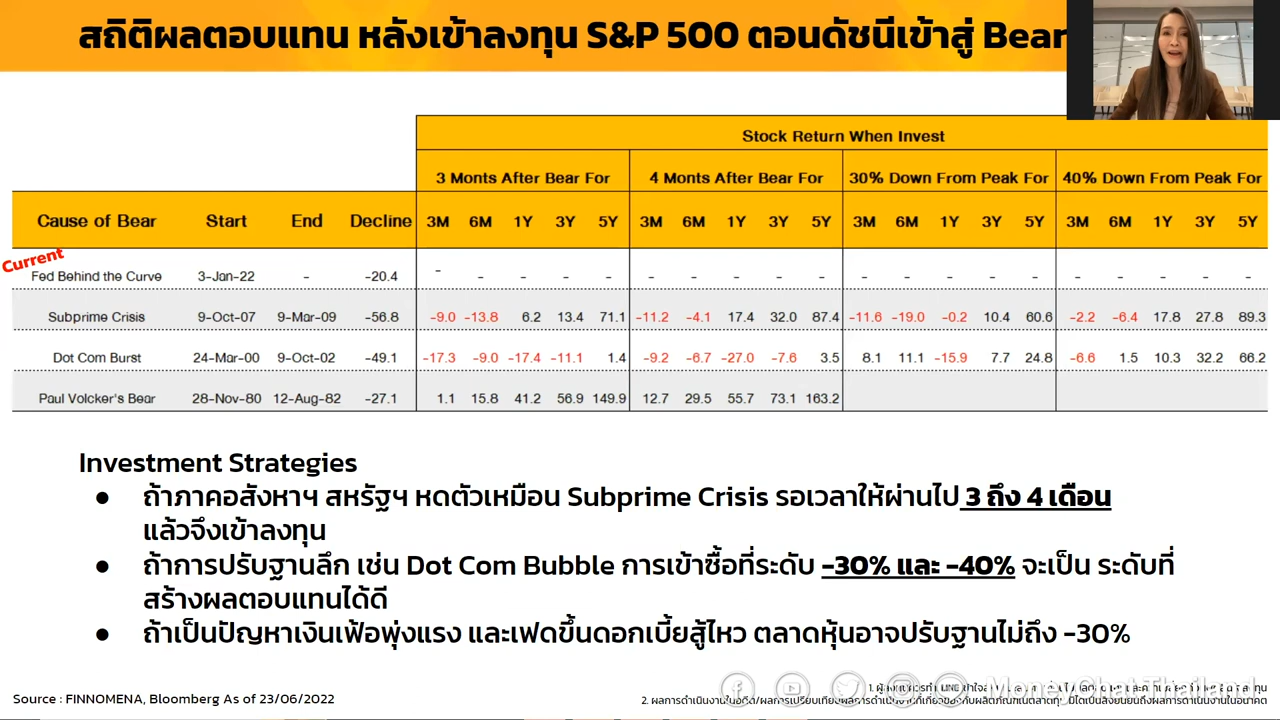 สถิติผลตอบแทน หลังเข้าลงทุน S&P 500 ตอนดัชนีเข้าสู่ Bear
Stock Return When Invest
3 Monts After Bear For 4 Monts After Bear For 30% Down From Peak For 40% Down From Peak For
Cause of Bear Start End Decline 3M 6M 1Y 3Y 5Y 3M 6M 1Y 3Y 5Y 3M 6M 1Y 3Y 5Y 3M 6M 1Y 3Y 5Y
Current
Fed Behind the Curve 3-Jan-22 - -20.4 - - - - - - - - - - - - - - - - - - - -
Subprime Crisis 9-Oct-07 9-Mar-09 -56.8 -9.0 -13.8 6.2 13.4 71.1 -11.2 -4.1 17.4 32.0 87.4 -11.6 -19.0 -0.2 10.4 60.6 -2.2 -6.4 17.8 27.8 89.3
Dot Com Burst 24-Mar-00 9-Oct-02 -49.1 -17.3 -9.0 -17.4 -11.1 1.4 -9.2 -6.7 -27.0 -7.6 3.5 8.1 11.1 -15.9 7.7 24.8 -6.6 1.5 10.3 32.2 66.2
Paul Volcker's Bear 28-Nov-80 12-Aug-82 -27.1 1.1 15.8 41.2 56.9 149.9 12.7 29.5 55.7 73.1 163.2
Investment Strategies
● ถ้าภาคอสังหาฯ สหรัฐฯ หดตัวเหมือน Subprime Crisis รอเวลาให้ผ่านไป 3 ถึง 4 เดือน
แล้วจึงเข้าลงทุน
● ถ้าการปรับฐานลึก เช่น Dot Com Bubble การเข้าซื้อที่ระดับ -30% และ -40% จะเป็น ระดับที่
สร้างผลตอบแทนได้ดี
● ถ้าเป็นปัญหาเงินเฟ้อพุ่งแรง และเฟดขึ้นดอกเบี้ยสู้ไหว ตลาดหุ้นอาจปรับฐานไม่ถึง -30%
MoneyChat Thailand
Source : FINNOMENA, Bloomberg As of 23/06/2022